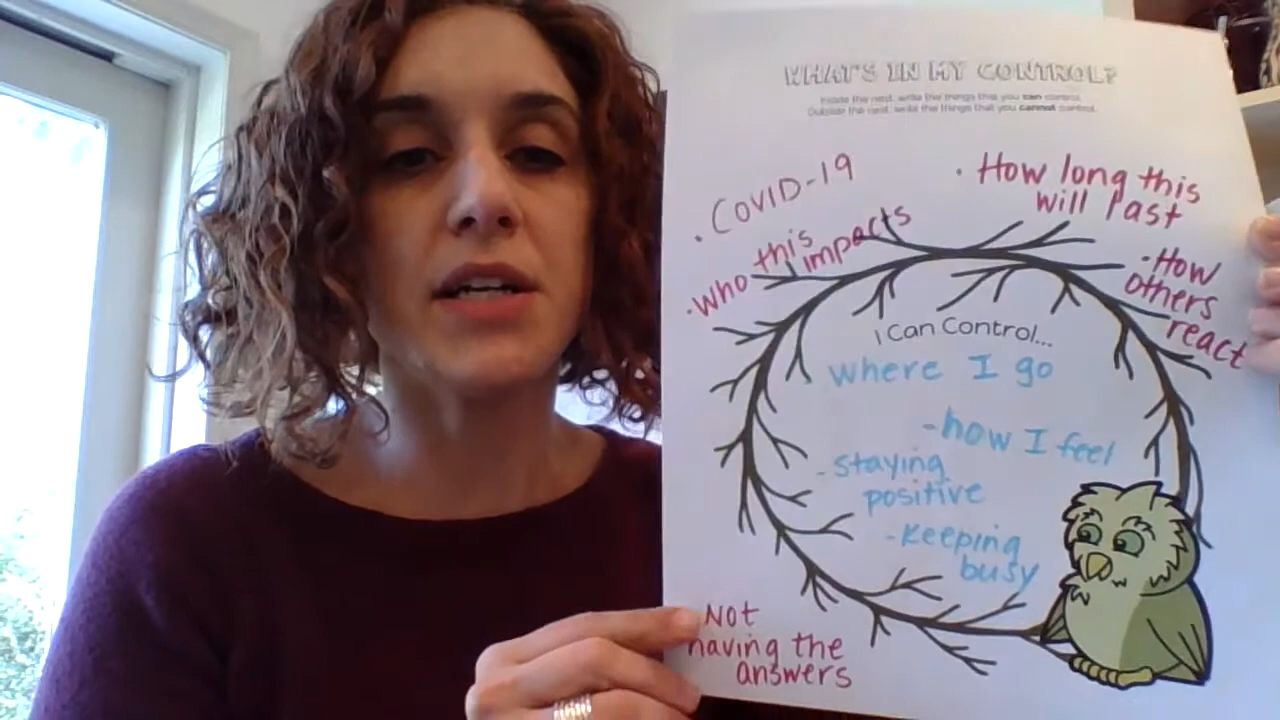 WHAT'S IN MY CONTROL?
Inside the nest, write the things that you can control.
Outside the nest, write the things that you cannot control.
· COVID-19
· Who this impacts
· How long this
will last
· How
others
react
I Can Control...
where I go
- how I feel
- staying
positive
- Keeping
busy
Not
having the
answers